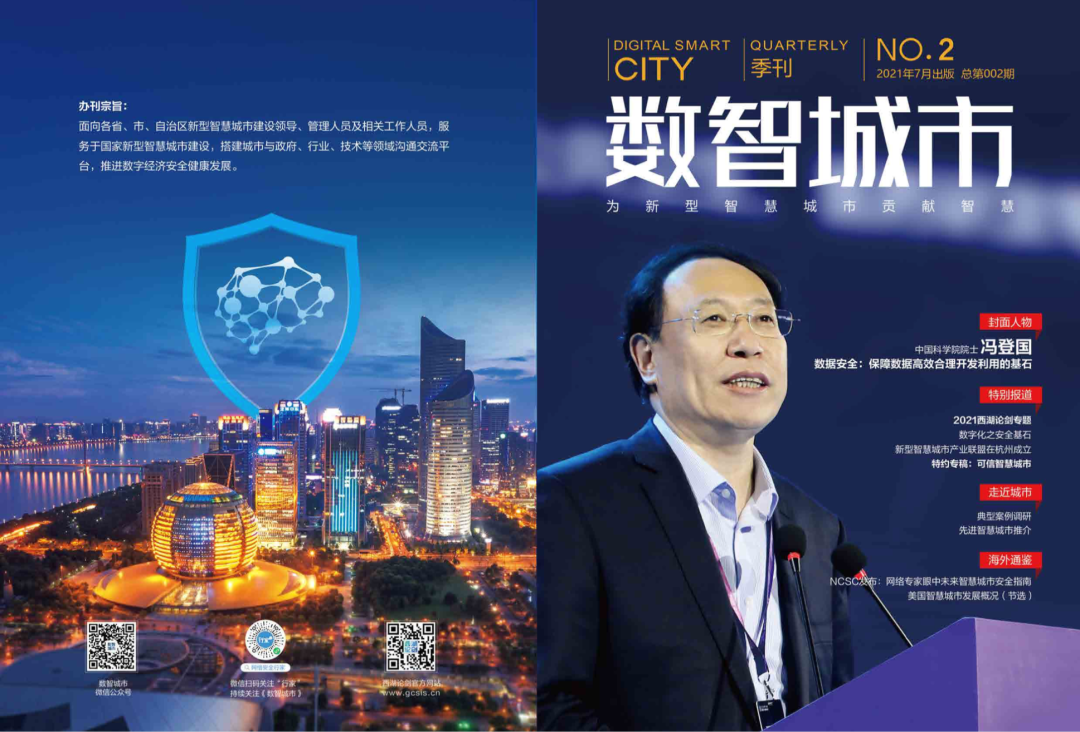 办刊宗旨：
面向各省、市、自治区新型智慧城市建设领导、管理人员及相关工作人员，服
务于国家新型智慧城市建设，搭建城市与政府、行业、技术等领域沟通交流平
台，推进数字经济安全健康发展。
数智城市
微信公众号
行家
网络安全行家
微信扫码关注“行家”
持续关注《数智城市》
西湖论剑官方网站
www.gcsis.cn
DIGITAL SMART
CITY
QUARTERLY
季刊
NO.2
2021年7月出版 总第002期
数智城市
为新型智慧城市贡献智慧
封面人物
中国科学院院士 冯登国
数据安全：保障数据高效合理开发利用的基石
特别报道
2021西湖论剑专题
数字化之安全基石
新型智慧城市产业联盟在杭州成立
特约专稿：可信智慧城市
走近城市
典型案例调研
先进智慧城市推介
海外通鉴
NCSC发布：网络专家眼中未来智慧城市安全指南
美国智慧城市发展概况（节选）